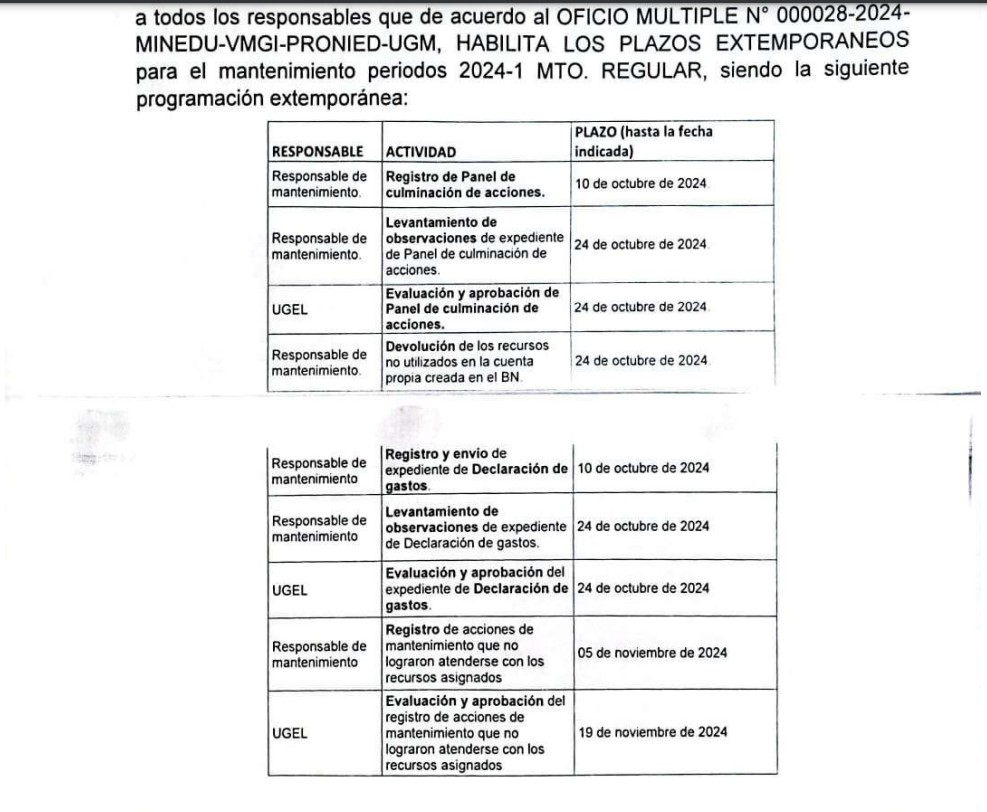 a todos los responsables que de acuerdo al OFICIO MULTIPLE N° 000028-2024-
MINEDU-VMGI-PRONIED-UGM, HABILITA LOS PLAZOS EXTEMPORANEOS
para el mantenimiento periodos 2024-1 MTO. REGULAR, siendo la siguiente
programación extemporánea:
RESPONSABLE
ACTIVIDAD
PLAZO (hasta la fecha
indicada)
Responsable de
mantenimiento.
Registro de Panel de
culminación de acciones.
10 de octubre de 2024.
Responsable de
mantenimiento.
Levantamiento de
observaciones de expediente
de Panel de culminación de
acciones.
24 de octubre de 2024.
UGEL
Evaluación y aprobación de
Panel de culminación de
acciones.
24 de octubre de 2024.
Responsable de
mantenimiento.
Devolución de los recursos
no utilizados en la cuenta
propia creada en el BN.
24 de octubre de 2024.
Responsable de
mantenimiento
Registro y envio de
expediente de Declaración de
gastos.
10 de octubre de 2024
Responsable de
mantenimiento
Levantamiento de
observaciones de expediente
de Declaración de gastos.
24 de octubre de 2024
UGEL
Evaluación y aprobación del
expediente de Declaración de
gastos.
24 de octubre de 2024
Responsable de
mantenimiento
Registro de acciones de
mantenimiento que no
lograron atenderse con los
recursos asignados
05 de noviembre de 2024
UGEL
Evaluación y aprobación del
registro de acciones de
mantenimiento que no
lograron atenderse con los
recursos asignados
19 de noviembre de 2024